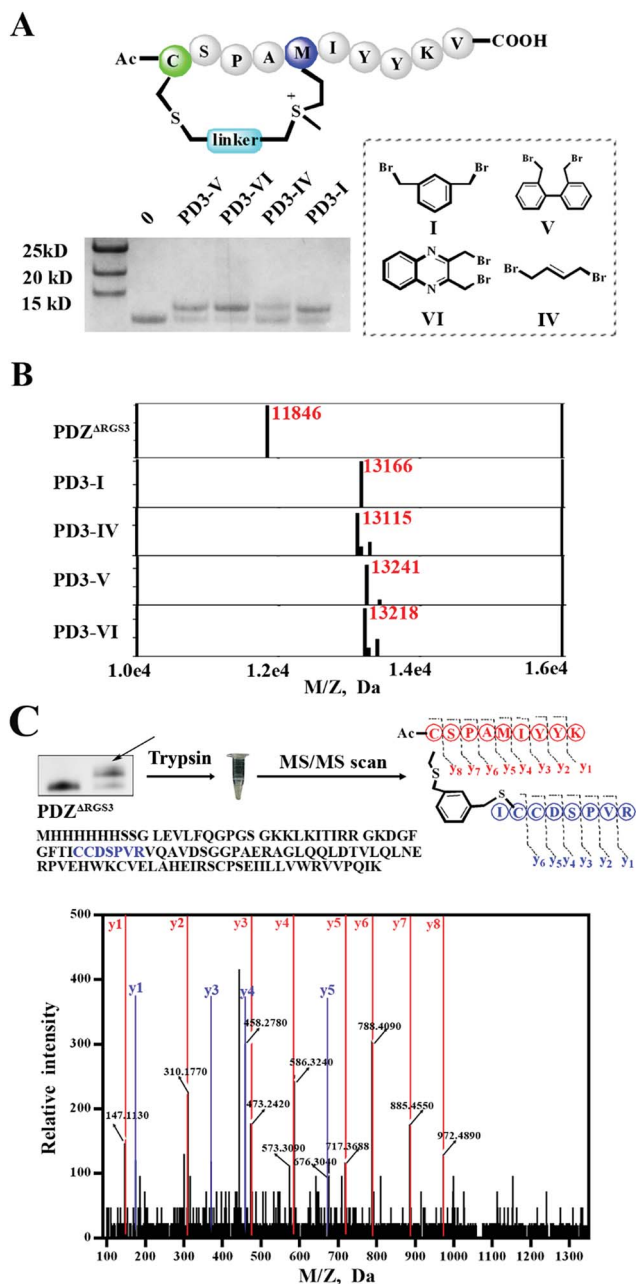 A
Ac C S P A M I Y Y K V COOH
S
+
S
linker
0 PD3-V PD3-VI PD3-IV PD3-I
25kD
20 kD
15 kD
Br Br
I
Br Br
V
N Br
N Br
VI
Br Br
IV
B
PDZΔRGS3 11846
PD3-I 13166
PD3-IV 13115
PD3-V 13241
PD3-VI 13218
1.0e4 1.2e4 1.4e4 1.6e4
M/Z, Da
C
Trypsin MS/MS scan
Ac C S P A M I Y Y K
y8 y7 y6 y5 y4 y3 y2 y1
S
S
I C C D S P V R
y6 y5 y4 y3 y2 y1
PDZΔRGS3
MHHHHHHSSG LEVLFQGPGS GKKLKITIRR GKDGF
GFTICCDSPVRVQAVDSGGPAERAGLQQLDTVLQLNE
RPVEHWKCVELAHEIRSCPSEIILLVWRVVPQIK
500
400
300
200
100
0
Relative intensity
y1 y2 y3 y4 y5 y6 y7 y8
y1 y3 y4 y5
458.2780
788.4090
586.3240
310.1770
473.2420
885.4550
147.1130
573.3090
717.3688
676.3040
972.4890
100 200 300 400 500 600 700 800 900 1000 1100 1200 1300
M/Z, Da